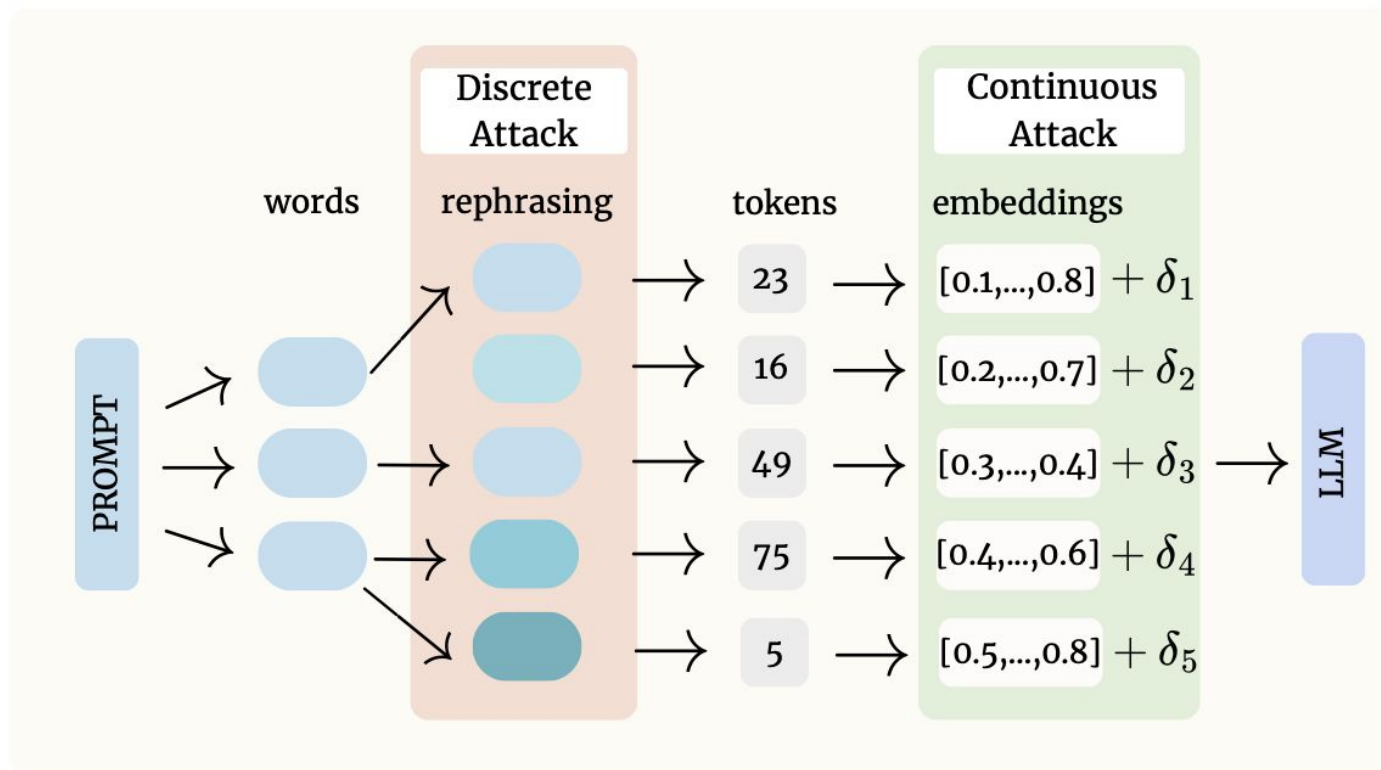 Discrete
Attack
Continuous
Attack
words
rephrasing
tokens
embeddings
PROMPT
23
[0.1,...,0.8] + δ1
16
[0.2,...,0.7] + δ2
49
[0.3,...,0.4] + δ3
75
[0.4,...,0.6] + δ4
5
[0.5,...,0.8] + δ5
LLM